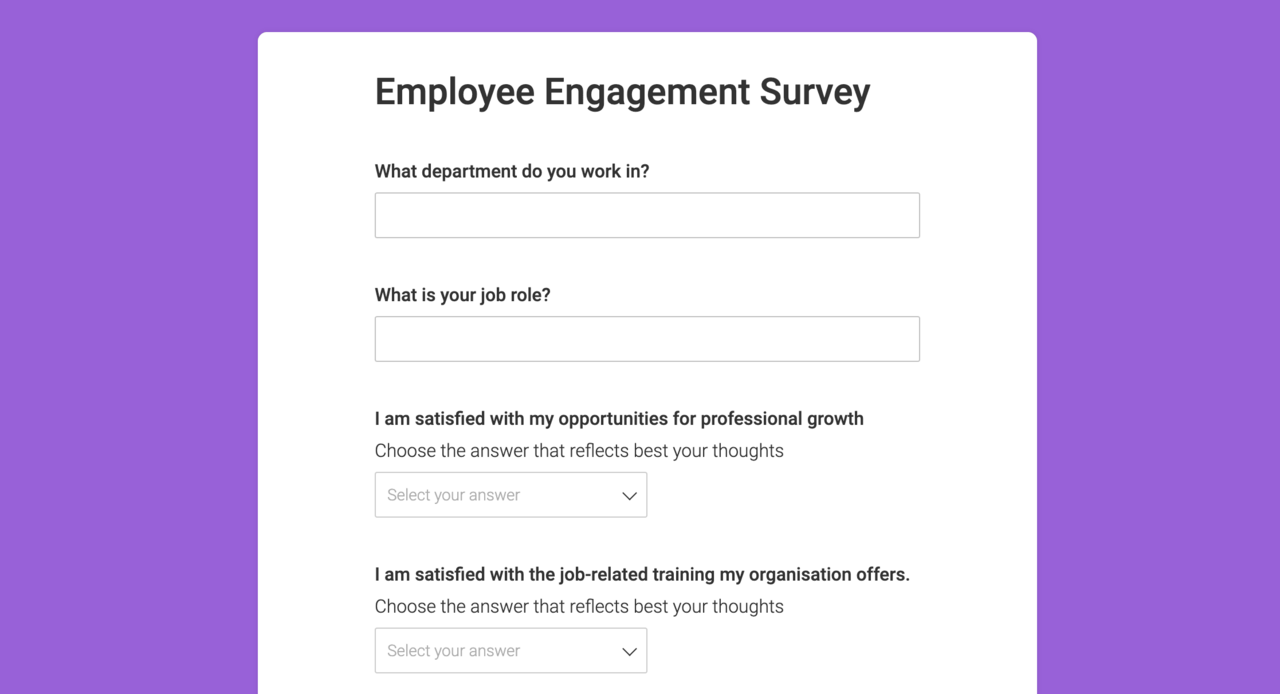 Employee Engagement Survey
What department do you work in?
What is your job role?
I am satisfied with my opportunities for professional growth
Choose the answer that reflects best your thoughts
Select your answer
I am satisfied with the job-related training my organisation offers.
Choose the answer that reflects best your thoughts
Select your answer